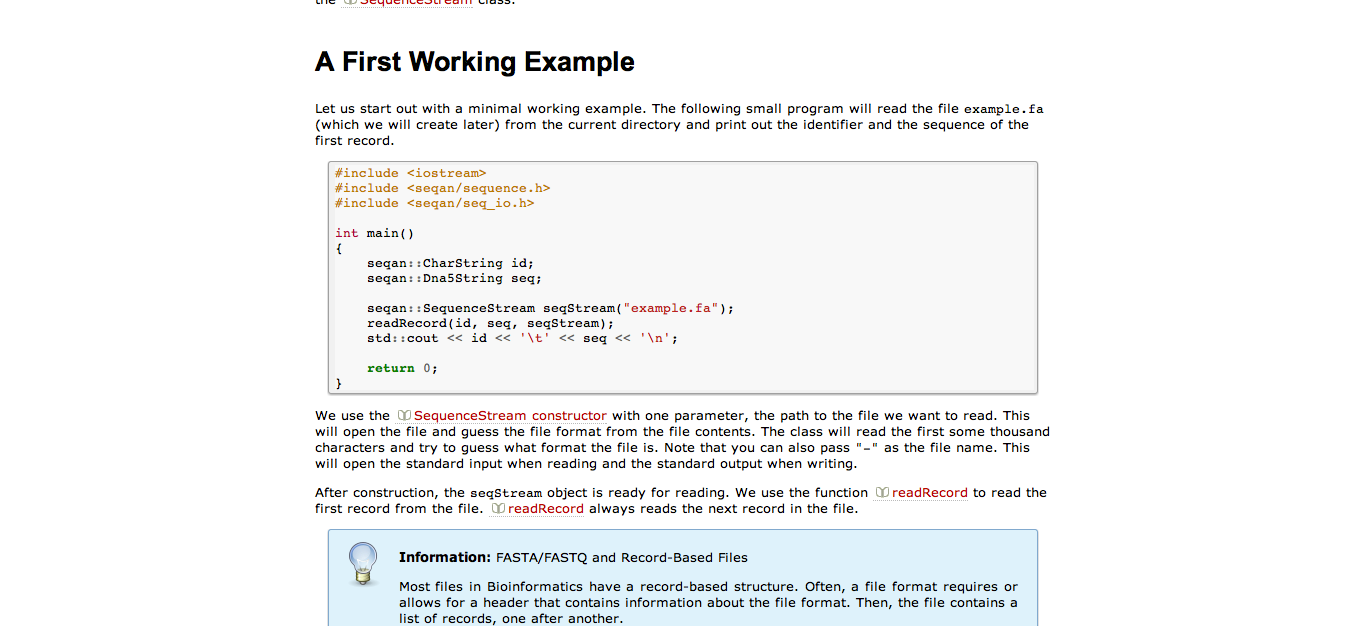 the SequenceStream class.
A First Working Example
Let us start out with a minimal working example. The following small program will read the file example.fa
(which we will create later) from the current directory and print out the identifier and the sequence of the
first record.
#include <iostream>
#include <seqan/sequence.h>
#include <seqan/seq_io.h>
int main()
{
    seqan::CharString id;
    seqan::Dna5String seq;
    seqan::SequenceStream seqStream("example.fa");
    readRecord(id, seq, seqStream);
    std::cout << id << '\t' << seq << '\n';
    return 0;
}
We use the SequenceStream constructor with one parameter, the path to the file we want to read. This
will open the file and guess the file format from the file contents. The class will read the first some thousand
characters and try to guess what format the file is. Note that you can also pass "-" as the file name. This
will open the standard input when reading and the standard output when writing.
After construction, the seqStream object is ready for reading. We use the function readRecord to read the
first record from the file. readRecord always reads the next record in the file.
Information: FASTA/FASTQ and Record-Based Files
Most files in Bioinformatics have a record-based structure. Often, a file format requires or
allows for a header that contains information about the file format. Then, the file contains a
list of records, one after another.